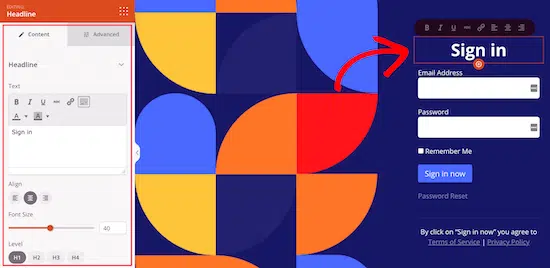 EDITING:
Headline
Content
Advanced
Headline
Text
B I U ABC
A A
Sign in
Align
Font Size
40
Level
H1 H2 H3 H4
B I U
Sign in
Email Address
Password
Remember Me
Sign in now
Password Reset
By click on "Sign in now" you agree to
Terms of Service | Privacy Policy